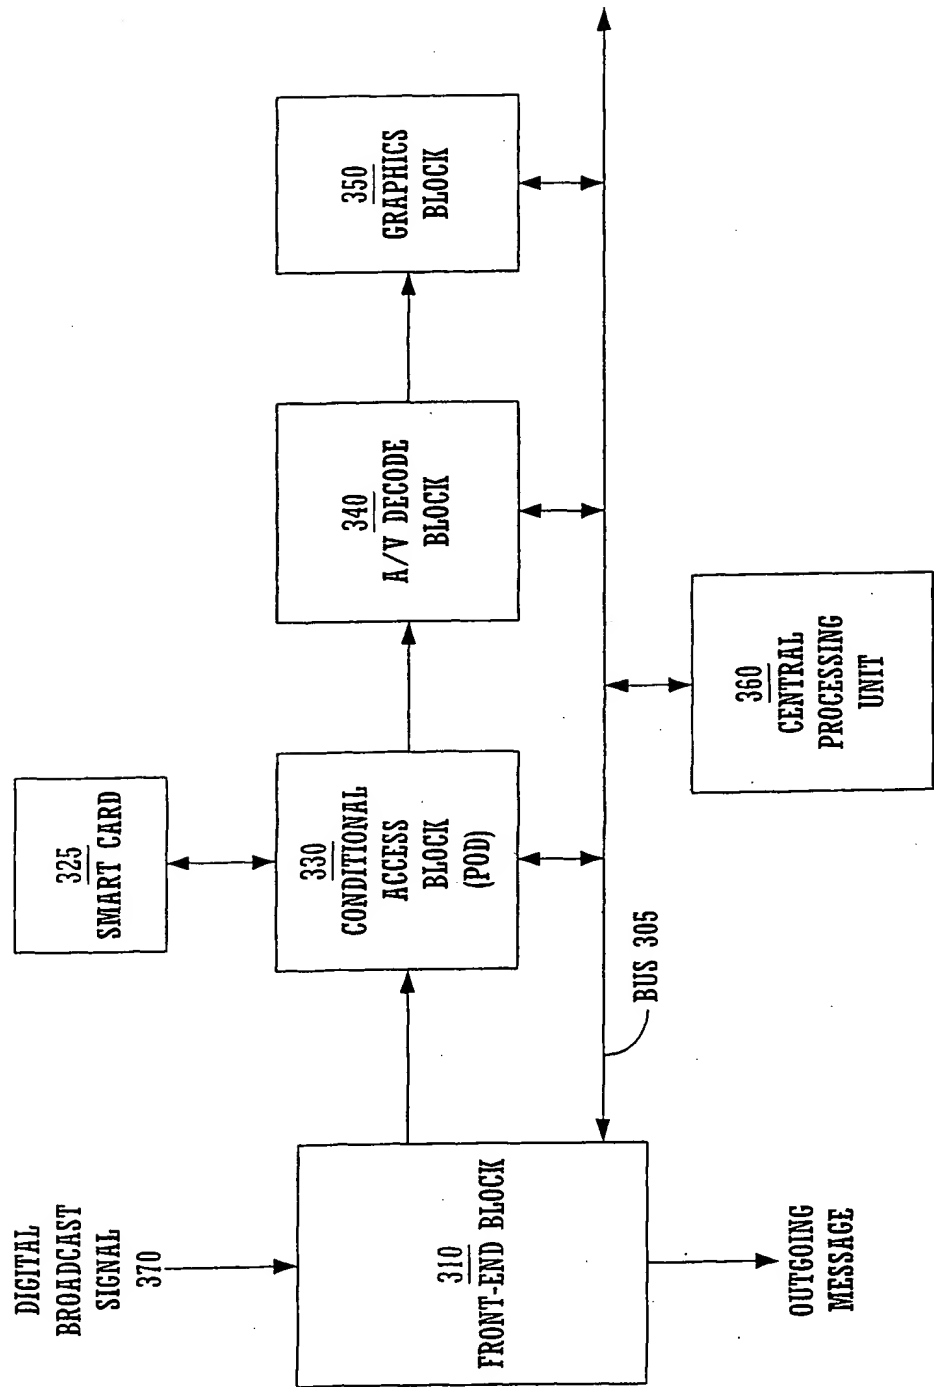 DIGITAL
BROADCAST
SIGNAL
370
310
FRONT-END BLOCK
OUTGOING
MESSAGE
325
SMART CARD
330
CONDITIONAL
ACCESS
BLOCK
(POD)
BUS 305
340
A/V DECODE
BLOCK
360
CENTRAL
PROCESSING
UNIT
350
GRAPHICS
BLOCK